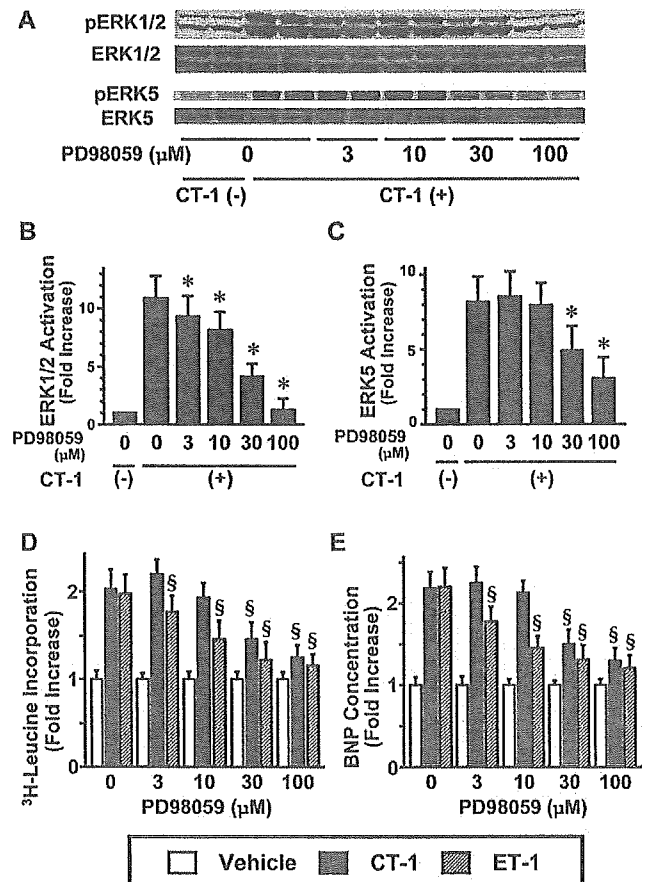 A
pERK1/2
ERK1/2
pERK5
ERK5
PD98059 (µM) 0 3 10 30 100
CT-1 (-) CT-1 (+)
B
ERK1/2 Activation
(Fold Increase)
10
5
0
* * * *
PD98059
(µM)
0 0 3 10 30 100
CT-1 (-) (+)
C
ERK5 Activation
(Fold Increase)
10
5
0
* *
PD98059
(µM)
0 0 3 10 30 100
CT-1 (-) (+)
D
³H-Leucine Incorporation
(Fold Increase)
2
1
0
§ § § § § §
0 3 10 30 100
PD98059 (µM)
E
BNP Concentration
(Fold Increase)
2
1
0
§ § § § § §
0 3 10 30 100
PD98059 (µM)
Vehicle CT-1 ET-1